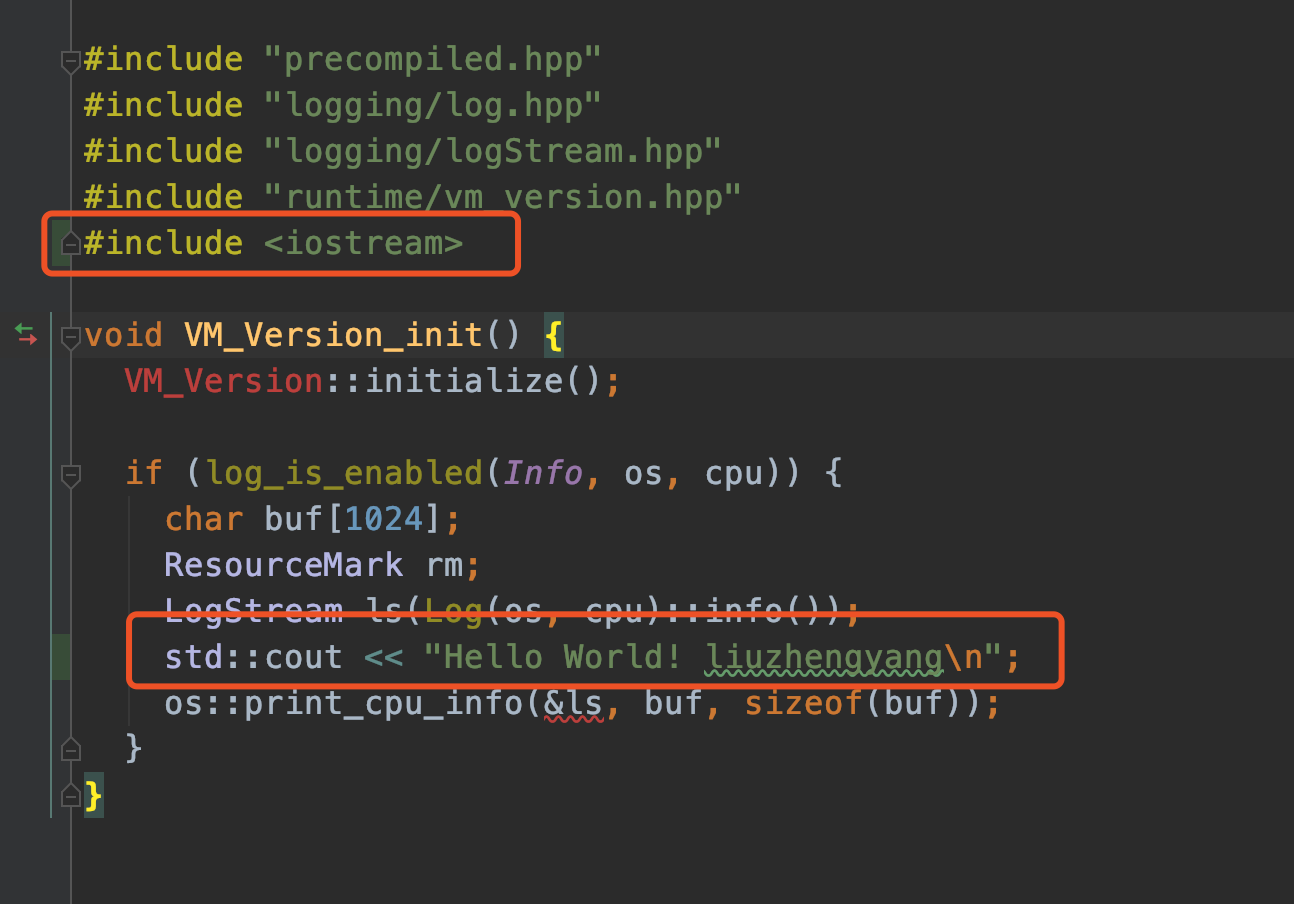 #include "precompiled.hpp"
#include "logging/log.hpp"
#include "logging/logStream.hpp"
#include "runtime/vm_version.hpp"
#include <iostream>
void VM_Version_init() {
VM_Version::initialize();
if (log_is_enabled(Info, os, cpu)) {
char buf[1024];
ResourceMark rm;
LogStream ls(Log(os, cpu)::info());
std::cout << "Hello World! liuzhengyang\n";
os::print_cpu_info(&ls, buf, sizeof(buf));
}
}